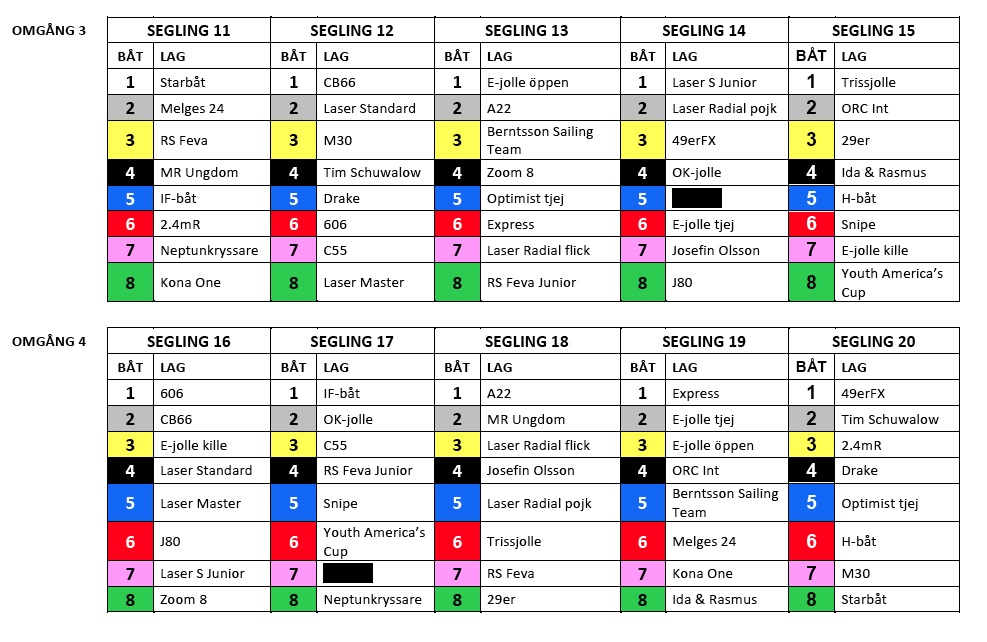 OMGÅNG 3 SEGLING 11 SEGLING 12 SEGLING 13 SEGLING 14 SEGLING 15
BÅT LAG BÅT LAG BÅT LAG BÅT LAG BÅT LAG
1 Starbåt 1 CB66 1 E-jolle öppen 1 Laser S Junior 1 Trissjolle
2 Melges 24 2 Laser Standard 2 A22 2 Laser Radial pojk 2 ORC Int
3 RS Feva 3 M30 3 Berntsson Sailing Team 3 49erFX 3 29er
4 MR Ungdom 4 Tim Schuwalow 4 Zoom 8 4 OK-jolle 4 Ida & Rasmus
5 IF-båt 5 Drake 5 Optimist tjej 5 5 H-båt
6 2.4mR 6 606 6 Express 6 E-jolle tjej 6 Snipe
7 Neptunkryssare 7 C55 7 Laser Radial flick 7 Josefin Olsson 7 E-jolle kille
8 Kona One 8 Laser Master 8 RS Feva Junior 8 J80 8 Youth America’s Cup
OMGÅNG 4 SEGLING 16 SEGLING 17 SEGLING 18 SEGLING 19 SEGLING 20
BÅT LAG BÅT LAG BÅT LAG BÅT LAG BÅT LAG
1 606 1 IF-båt 1 A22 1 Express 1 49erFX
2 CB66 2 OK-jolle 2 MR Ungdom 2 E-jolle tjej 2 Tim Schuwalow
3 E-jolle kille 3 C55 3 Laser Radial flick 3 E-jolle öppen 3 2.4mR
4 Laser Standard 4 RS Feva Junior 4 Josefin Olsson 4 ORC Int 4 Drake
5 Laser Master 5 Snipe 5 Laser Radial pojk 5 Berntsson Sailing Team 5 Optimist tjej
6 J80 6 Youth America’s Cup 6 Trissjolle 6 Melges 24 6 H-båt
7 Laser S Junior 7 7 RS Feva 7 Kona One 7 M30
8 Zoom 8 8 Neptunkryssare 8 29er 8 Ida & Rasmus 8 Starbåt